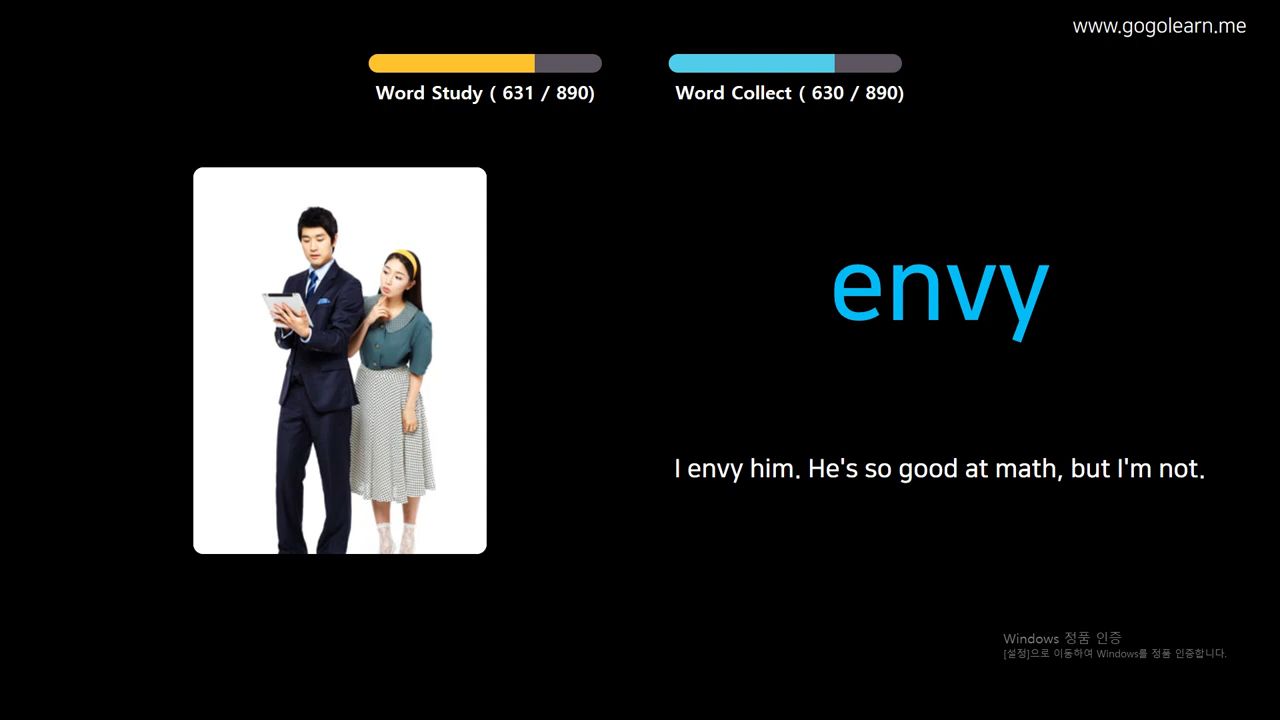 www.gogolearn.me
Word Study ( 631 / 890)
Word Collect ( 630 / 890)
envy
I envy him. He's so good at math, but I'm not.
Windows 정품 인증
[설정]으로 이동하여 Windows를 정품 인증합니다.